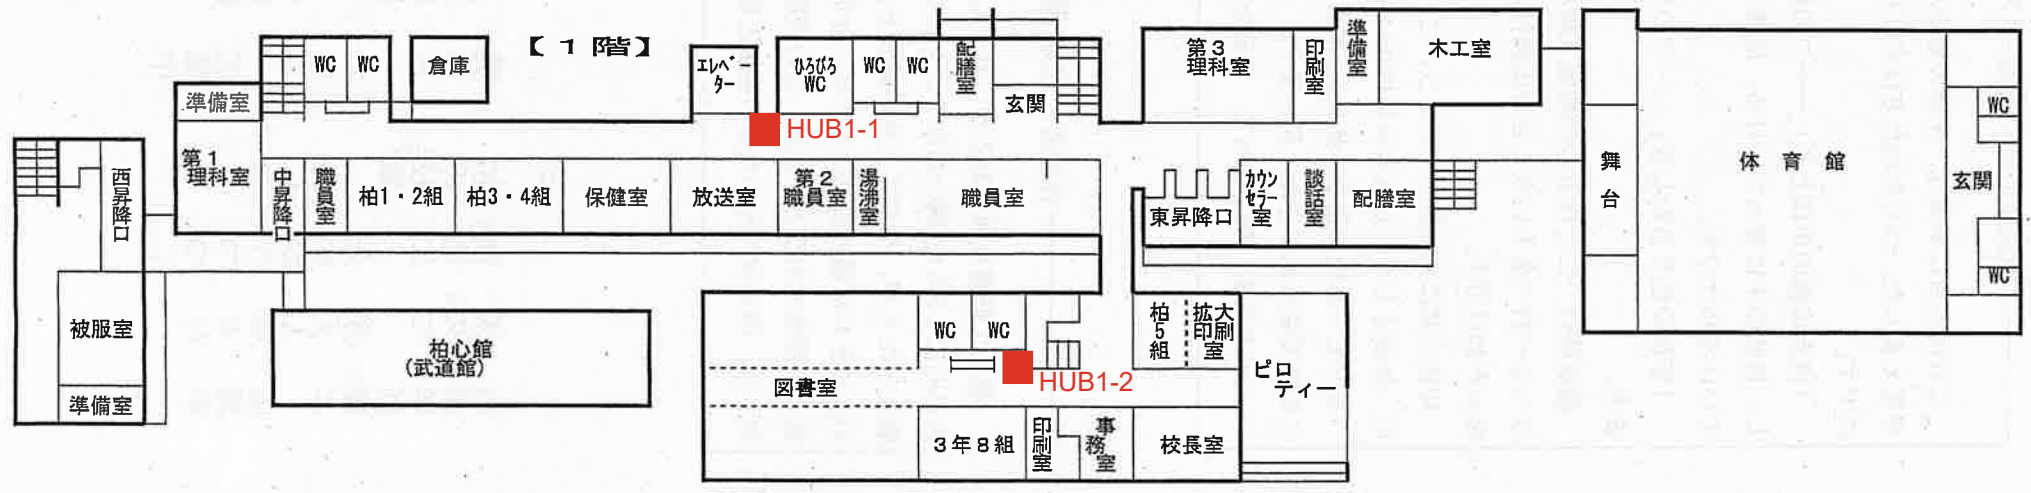 【１階】
WC
WC
倉庫
エレベーター
ひろびろ
WC
WC
WC
配膳室
玄関
第３
理科室
印刷室
準備室
木工室
準備室
HUB1-1
第１
理科室
西昇降口
中昇降口
職員室
柏1・2組
柏3・4組
保健室
放送室
第２
職員室
湯沸室
職員室
東昇降口
カウン
セラー
室
談話室
配膳室
舞台
体育館
WC
玄関
WC
被服室
準備室
柏心館
(武道館)
WC
WC
柏5組
拡大
印刷室
HUB1-2
図書室
ピロ
ティー
３年８組
印刷室
事務室
校長室